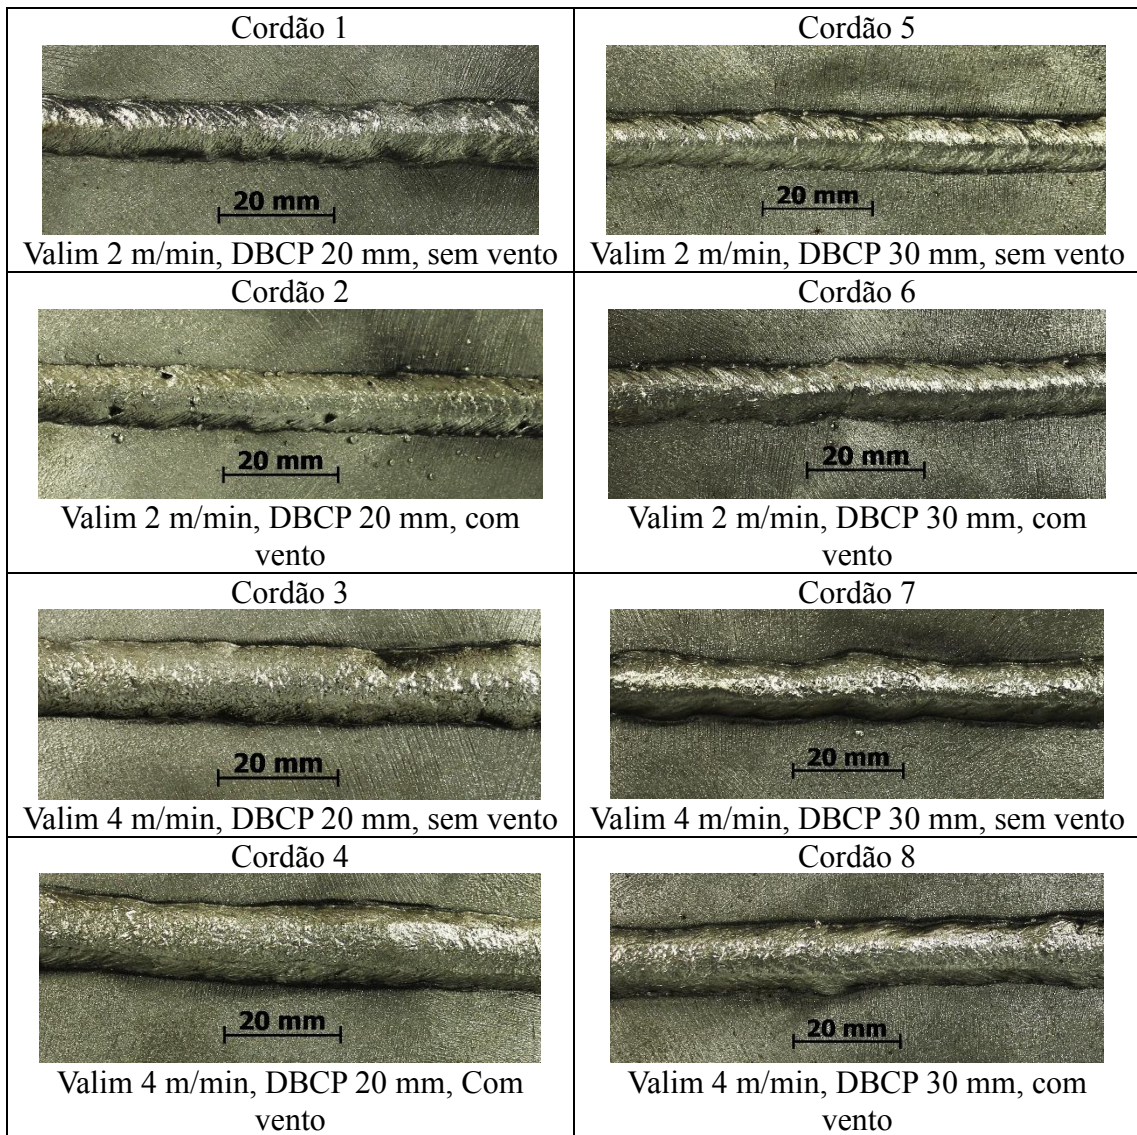 Cordão 1
20 mm
Valim 2 m/min, DBCP 20 mm, sem vento
Cordão 5
20 mm
Valim 2 m/min, DBCP 30 mm, sem vento
Cordão 2
20 mm
Valim 2 m/min, DBCP 20 mm, com
vento
Cordão 6
20 mm
Valim 2 m/min, DBCP 30 mm, com
vento
Cordão 3
20 mm
Valim 4 m/min, DBCP 20 mm, sem vento
Cordão 7
20 mm
Valim 4 m/min, DBCP 30 mm, sem vento
Cordão 4
20 mm
Valim 4 m/min, DBCP 20 mm, Com
vento
Cordão 8
20 mm
Valim 4 m/min, DBCP 30 mm, com
vento